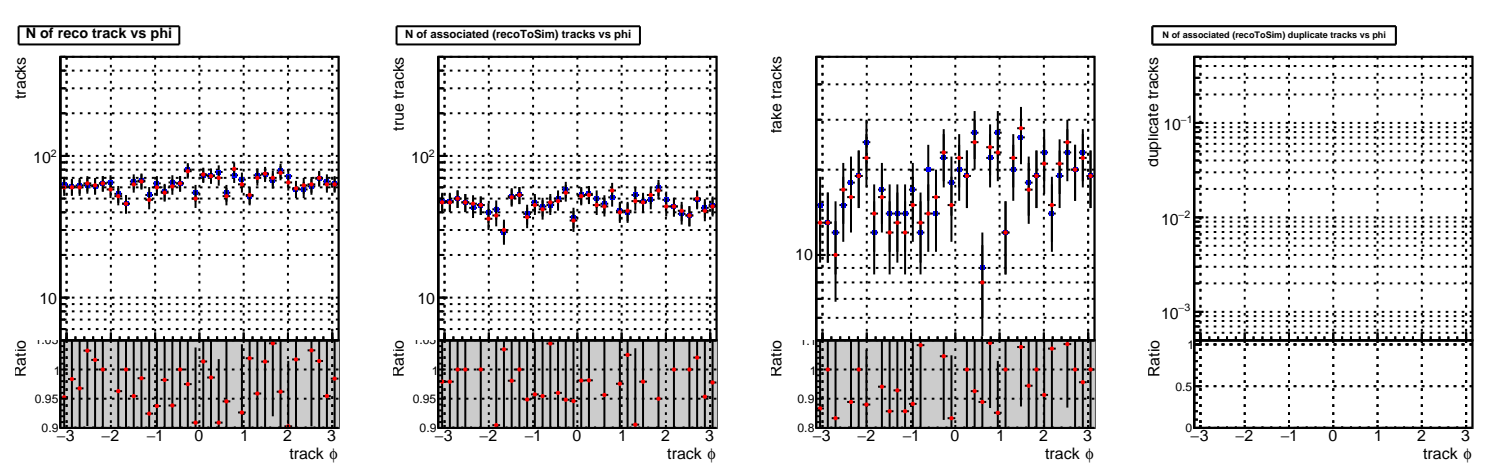 N of reco track vs phi
tracks
10²
10
Ratio
1
0.95
0.9
−3 −2 −1 0 1 2 3
track ϕ
N of associated (recoToSim) tracks vs phi
true tracks
10²
10
Ratio
1
0.95
0.9
−3 −2 −1 0 1 2 3
track ϕ
fake tracks
10
Ratio
1
0.9
0.8
−3 −2 −1 0 1 2 3
track ϕ
N of associated (recoToSim) duplicate tracks vs phi
duplicate tracks
10⁻¹
10⁻²
10⁻³
Ratio
1
0.5
0
−3 −2 −1 0 1 2 3
track ϕ